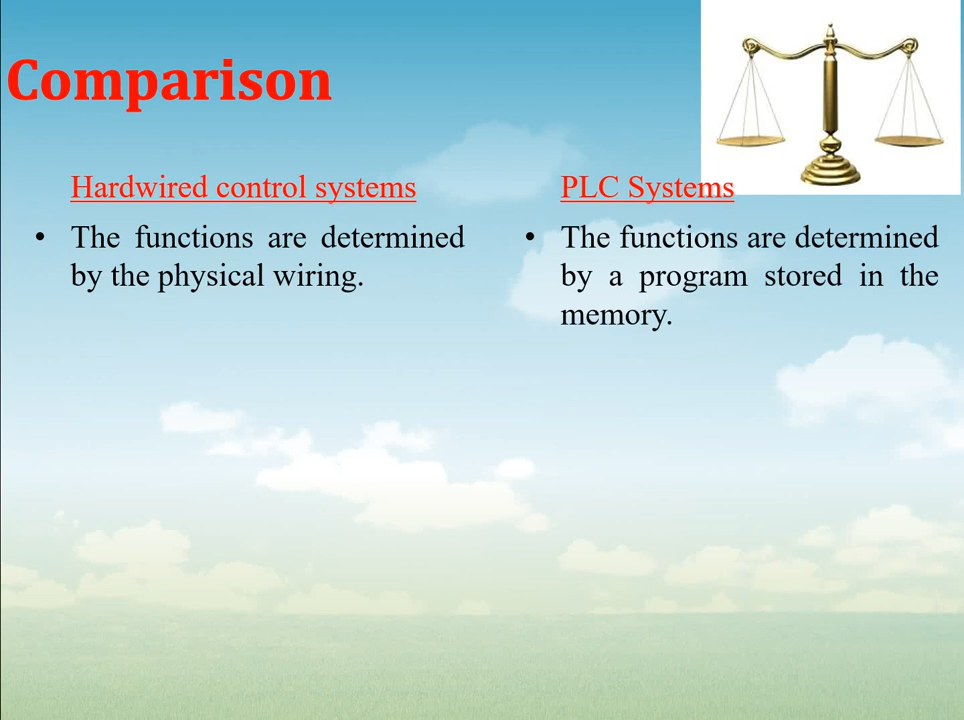 Comparison
Hardwired control systems
• The functions are determined
by the physical wiring.
PLC Systems
• The functions are determined
by a program stored in the
memory.